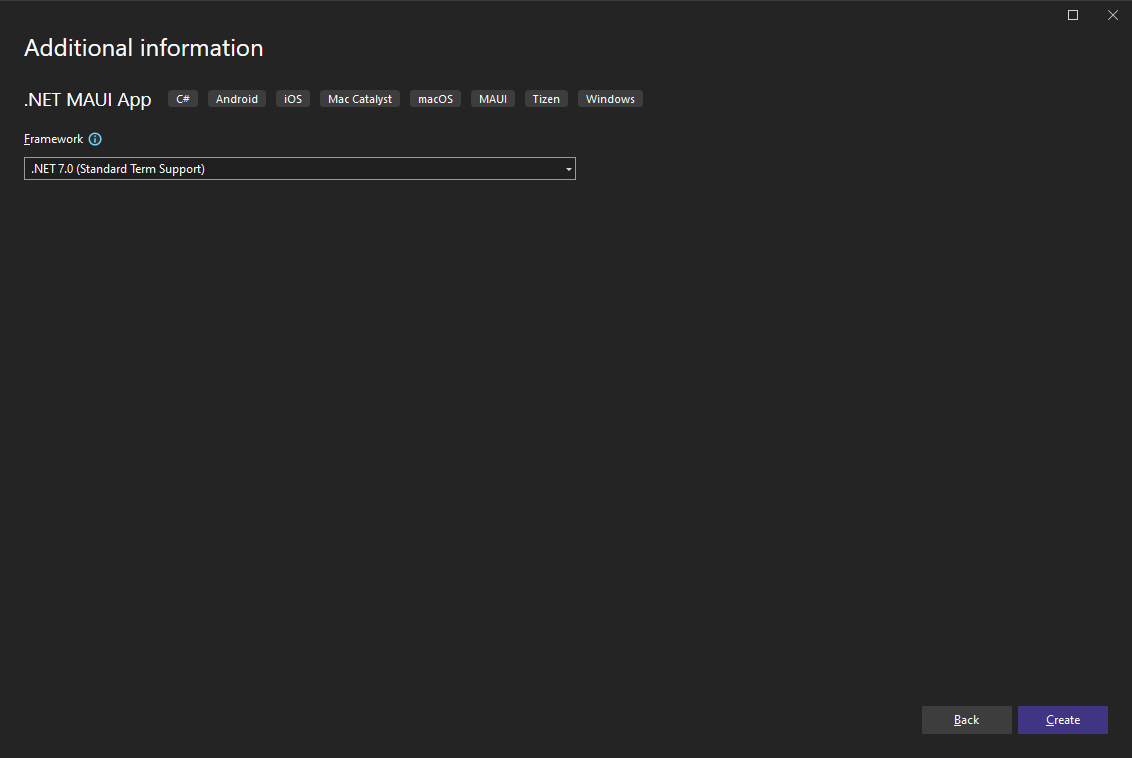 Additional information
.NET MAUI App C# Android iOS Mac Catalyst macOS MAUI Tizen Windows
Framework
.NET 7.0 (Standard Term Support)
Back Create